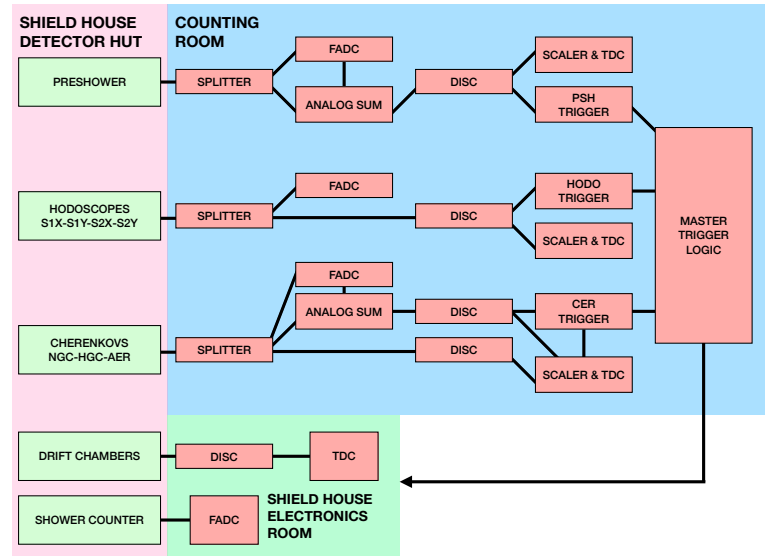 SHIELD HOUSE
DETECTOR HUT
COUNTING
ROOM
PRESHOWER
SPLITTER
FADC
ANALOG SUM
DISC
SCALER & TDC
PSH
TRIGGER
HODOSCOPES
S1X-S1Y-S2X-S2Y
SPLITTER
FADC
DISC
HODO
TRIGGER
SCALER & TDC
MASTER
TRIGGER
LOGIC
CHERENKOVS
NGC-HGC-AER
SPLITTER
FADC
ANALOG SUM
DISC
DISC
CER
TRIGGER
SCALER & TDC
DRIFT CHAMBERS
DISC
TDC
SHOWER COUNTER
FADC
SHIELD HOUSE
ELECTRONICS
ROOM